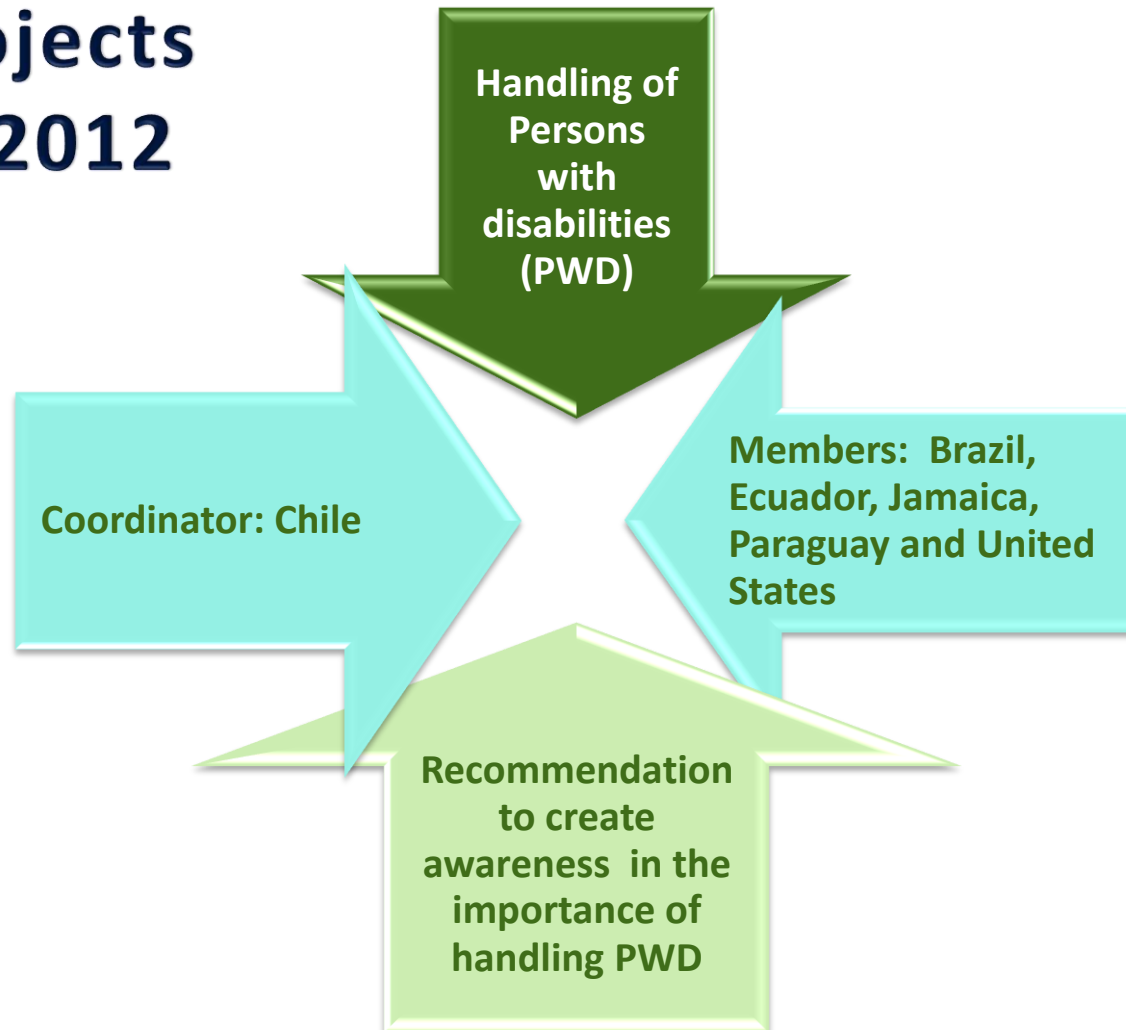 ojects
2012
Handling of
Persons
with
disabilities
(PWD)
Coordinator: Chile
Members: Brazil,
Ecuador, Jamaica,
Paraguay and United
States
Recommendation
to create
awareness in the
importance of
handling PWD